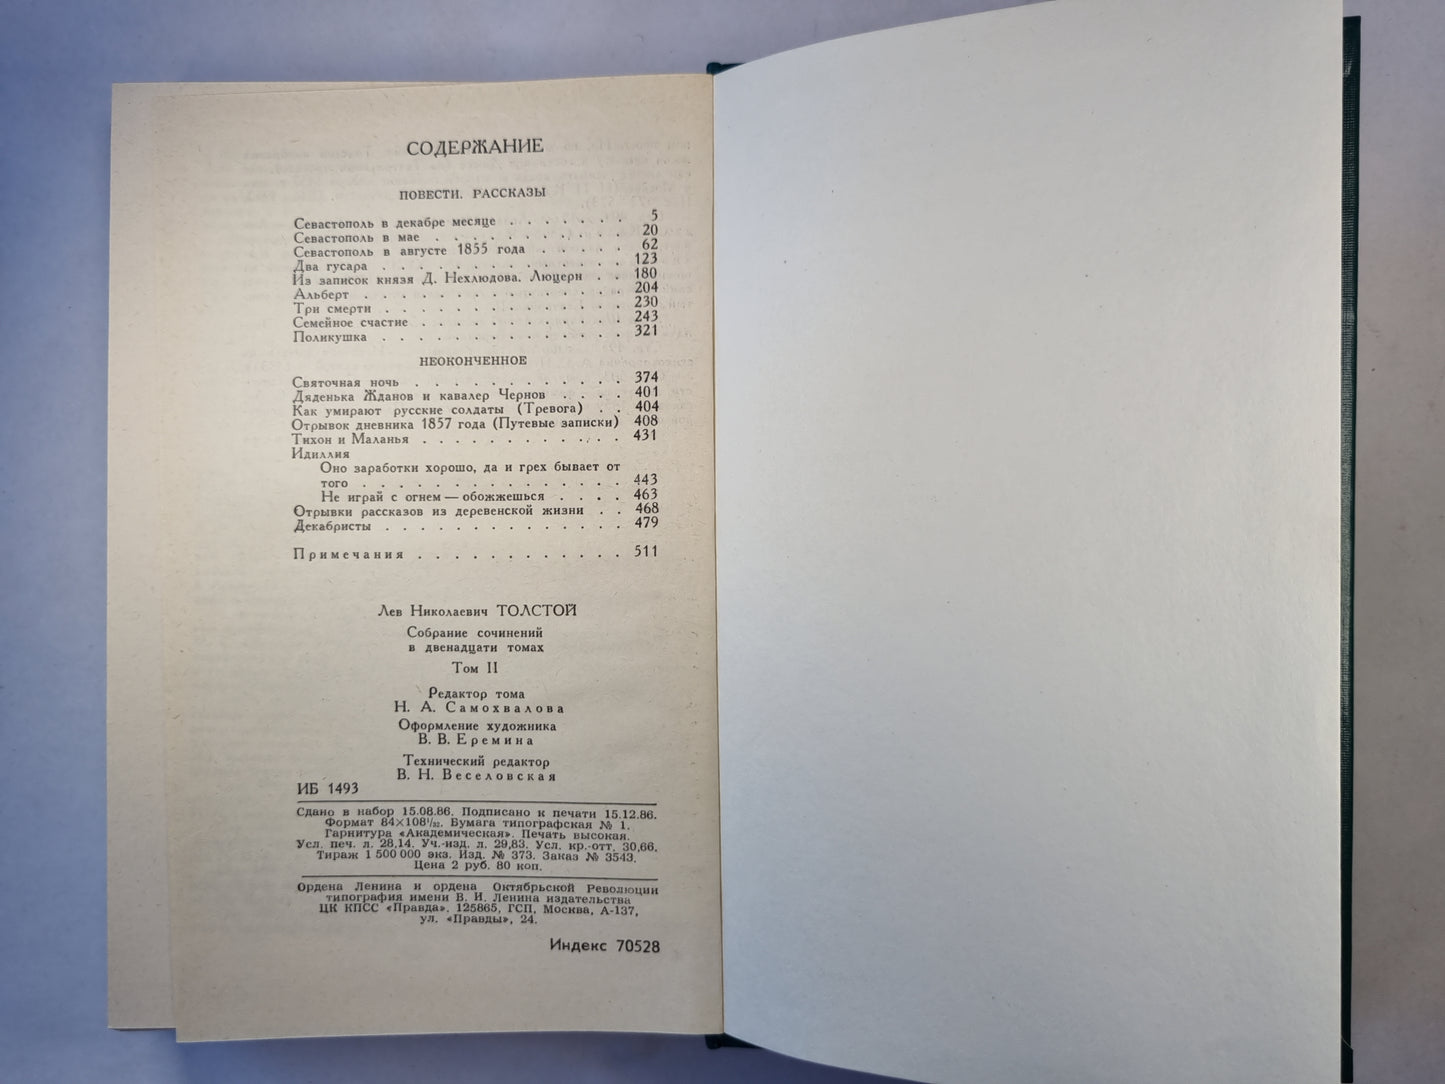 СОДЕРЖАНИЕ
ПОВЕСТИ. РАССКАЗЫ
Севастополь в декабре месяце . . . . . . . 5
Севастополь в мае . . . . . . . . . . 20
Севастополь в августе 1855 года . . . . . 62
Два гусара . . . . . . . . . . . . . 123
Из записок князя Д. Нехлюдова. Люцерн . . 180
Альберт . . . . . . . . . . . . . . 204
Три смерти . . . . . . . . . . . . . 230
Семейное счастие . . . . . . . . . . . 243
Поликушка . . . . . . . . . . . . . 321
НЕОКОНЧЕННОЕ
Святочная ночь . . . . . . . . . . . 374
Дяденька Жданов и кавалер Чернов . . . . 401
Как умирают русские солдаты (Тревога) . . 404
Отрывок дневника 1857 года (Путевые записки) 408
Тихон и Маланья . . . . . . . . . . . 431
Идиллия
Оно заработки хорошо, да и грех бывает от
того . . . . . . . . . . . . . . 443
Не играй с огнем — обожжешься . . . . 463
Отрывки рассказов из деревенской жизни . . 468
Декабристы . . . . . . . . . . . . . 479
Примечания . . . . . . . . . . . . 511
Лев Николаевич ТОЛСТОЙ
Собрание сочинений
в двенадцати томах
Том II
Редактор тома
Н. А. Самохвалова
Оформление художника
В. В. Еремина
Технический редактор
В. Н. Веселовская
ИБ 1493
Сдано в набор 15.08.86. Подписано к печати 15.12.86.
Формат 84×108¹/₃₂. Бумага типографская № 1.
Гарнитура «Академическая». Печать высокая.
Усл. печ. л. 28,14. Уч.-изд. л. 29,83. Усл. кр.-отт. 30,66.
Тираж 1 500 000 экз. Изд. № 373. Заказ № 3543.
Цена 2 руб. 80 коп.
Ордена Ленина и ордена Октябрьской Революции
типография имени В. И. Ленина издательства
ЦК КПСС «Правда». 125865, ГСП, Москва, А-137,
ул. «Правды», 24.
Индекс 70528